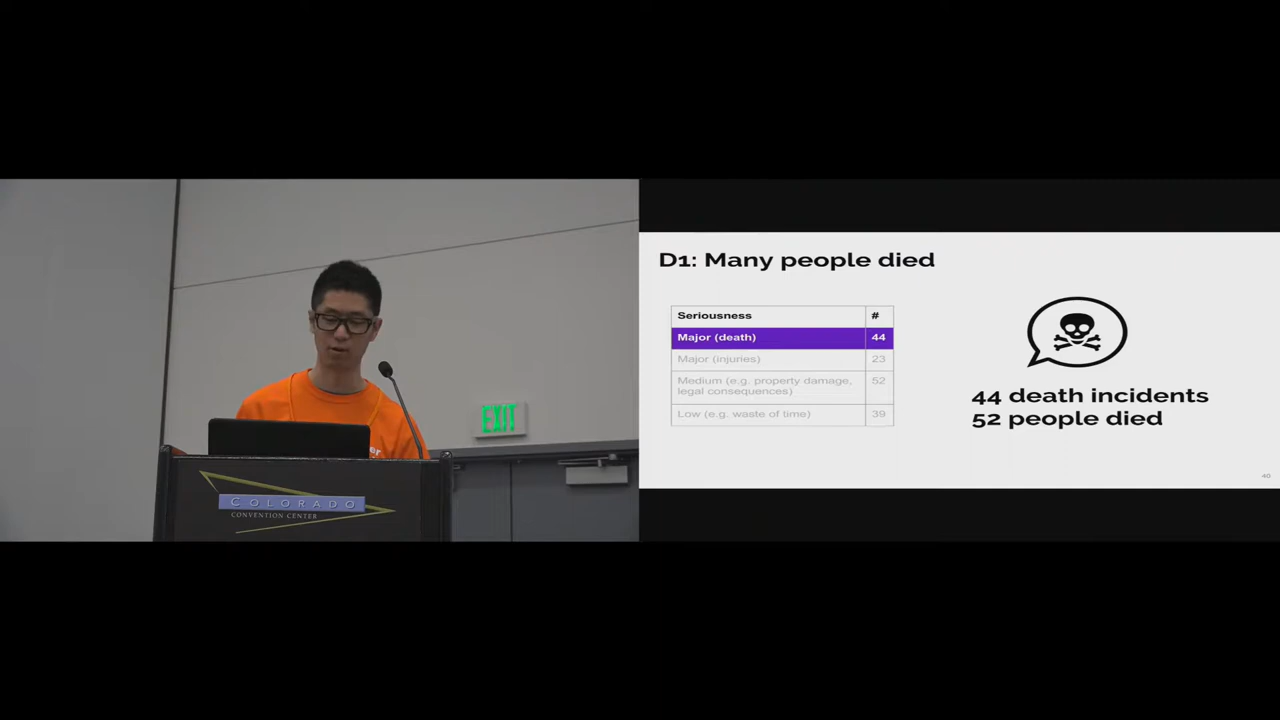 EXIT
COLORADO
CONVENTION CENTER
D1: Many people died
Seriousness #
Major (death) 44
Major (injuries) 23
Medium (e.g. property damage, 52
legal consequences)
Low (e.g. waste of time) 39
44 death incidents
52 people died
40